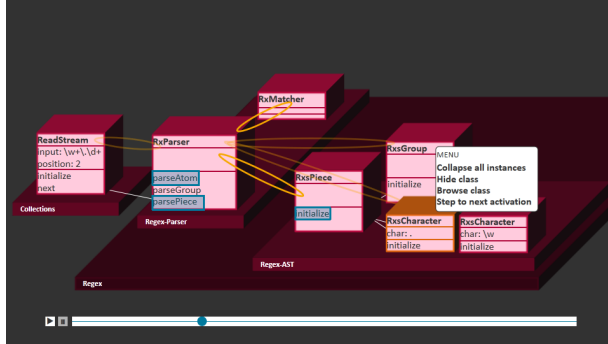 RxMatcher
ReadStream
input: \w+\.\d+
position: 2
initialize
next
RxParser
parseAtom
parseGroup
parsePiece
RxsPiece
initialize
RxsGroup
initialize
MENU
Collapse all instances
Hide class
Browse class
Step to next activation
RxsCharacter
char: .
initialize
RxsCharacter
char: \w
initialize
Collections
Regex-Parser
Regex-AST
Regex